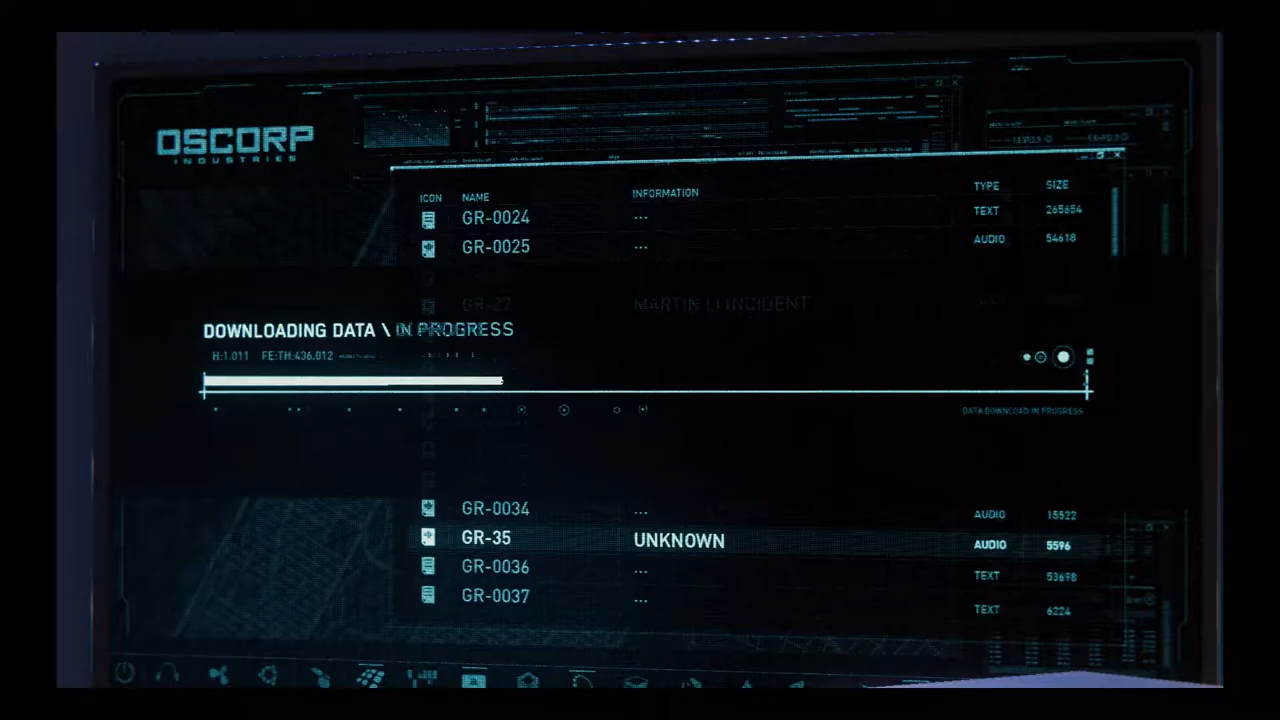 OSCORP
INDUSTRIES
ICON NAME INFORMATION TYPE SIZE
GR-0024 ... TEXT 265654
GR-0025 ... AUDIO 54618
GR-27 MARTIN LI INCIDENT
DOWNLOADING DATA \ IN PROGRESS
H:1.011 FE:TH:436.012
DATA DOWNLOAD IN PROGRESS
GR-0034 ... AUDIO 15522
GR-35 UNKNOWN AUDIO 5596
GR-0036 ... TEXT 53698
GR-0037 ... TEXT 6224